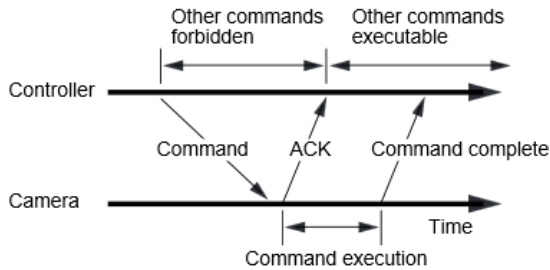 Other commands
forbidden
Other commands
executable
Controller
Command
ACK
Command complete
Camera
Time
Command execution